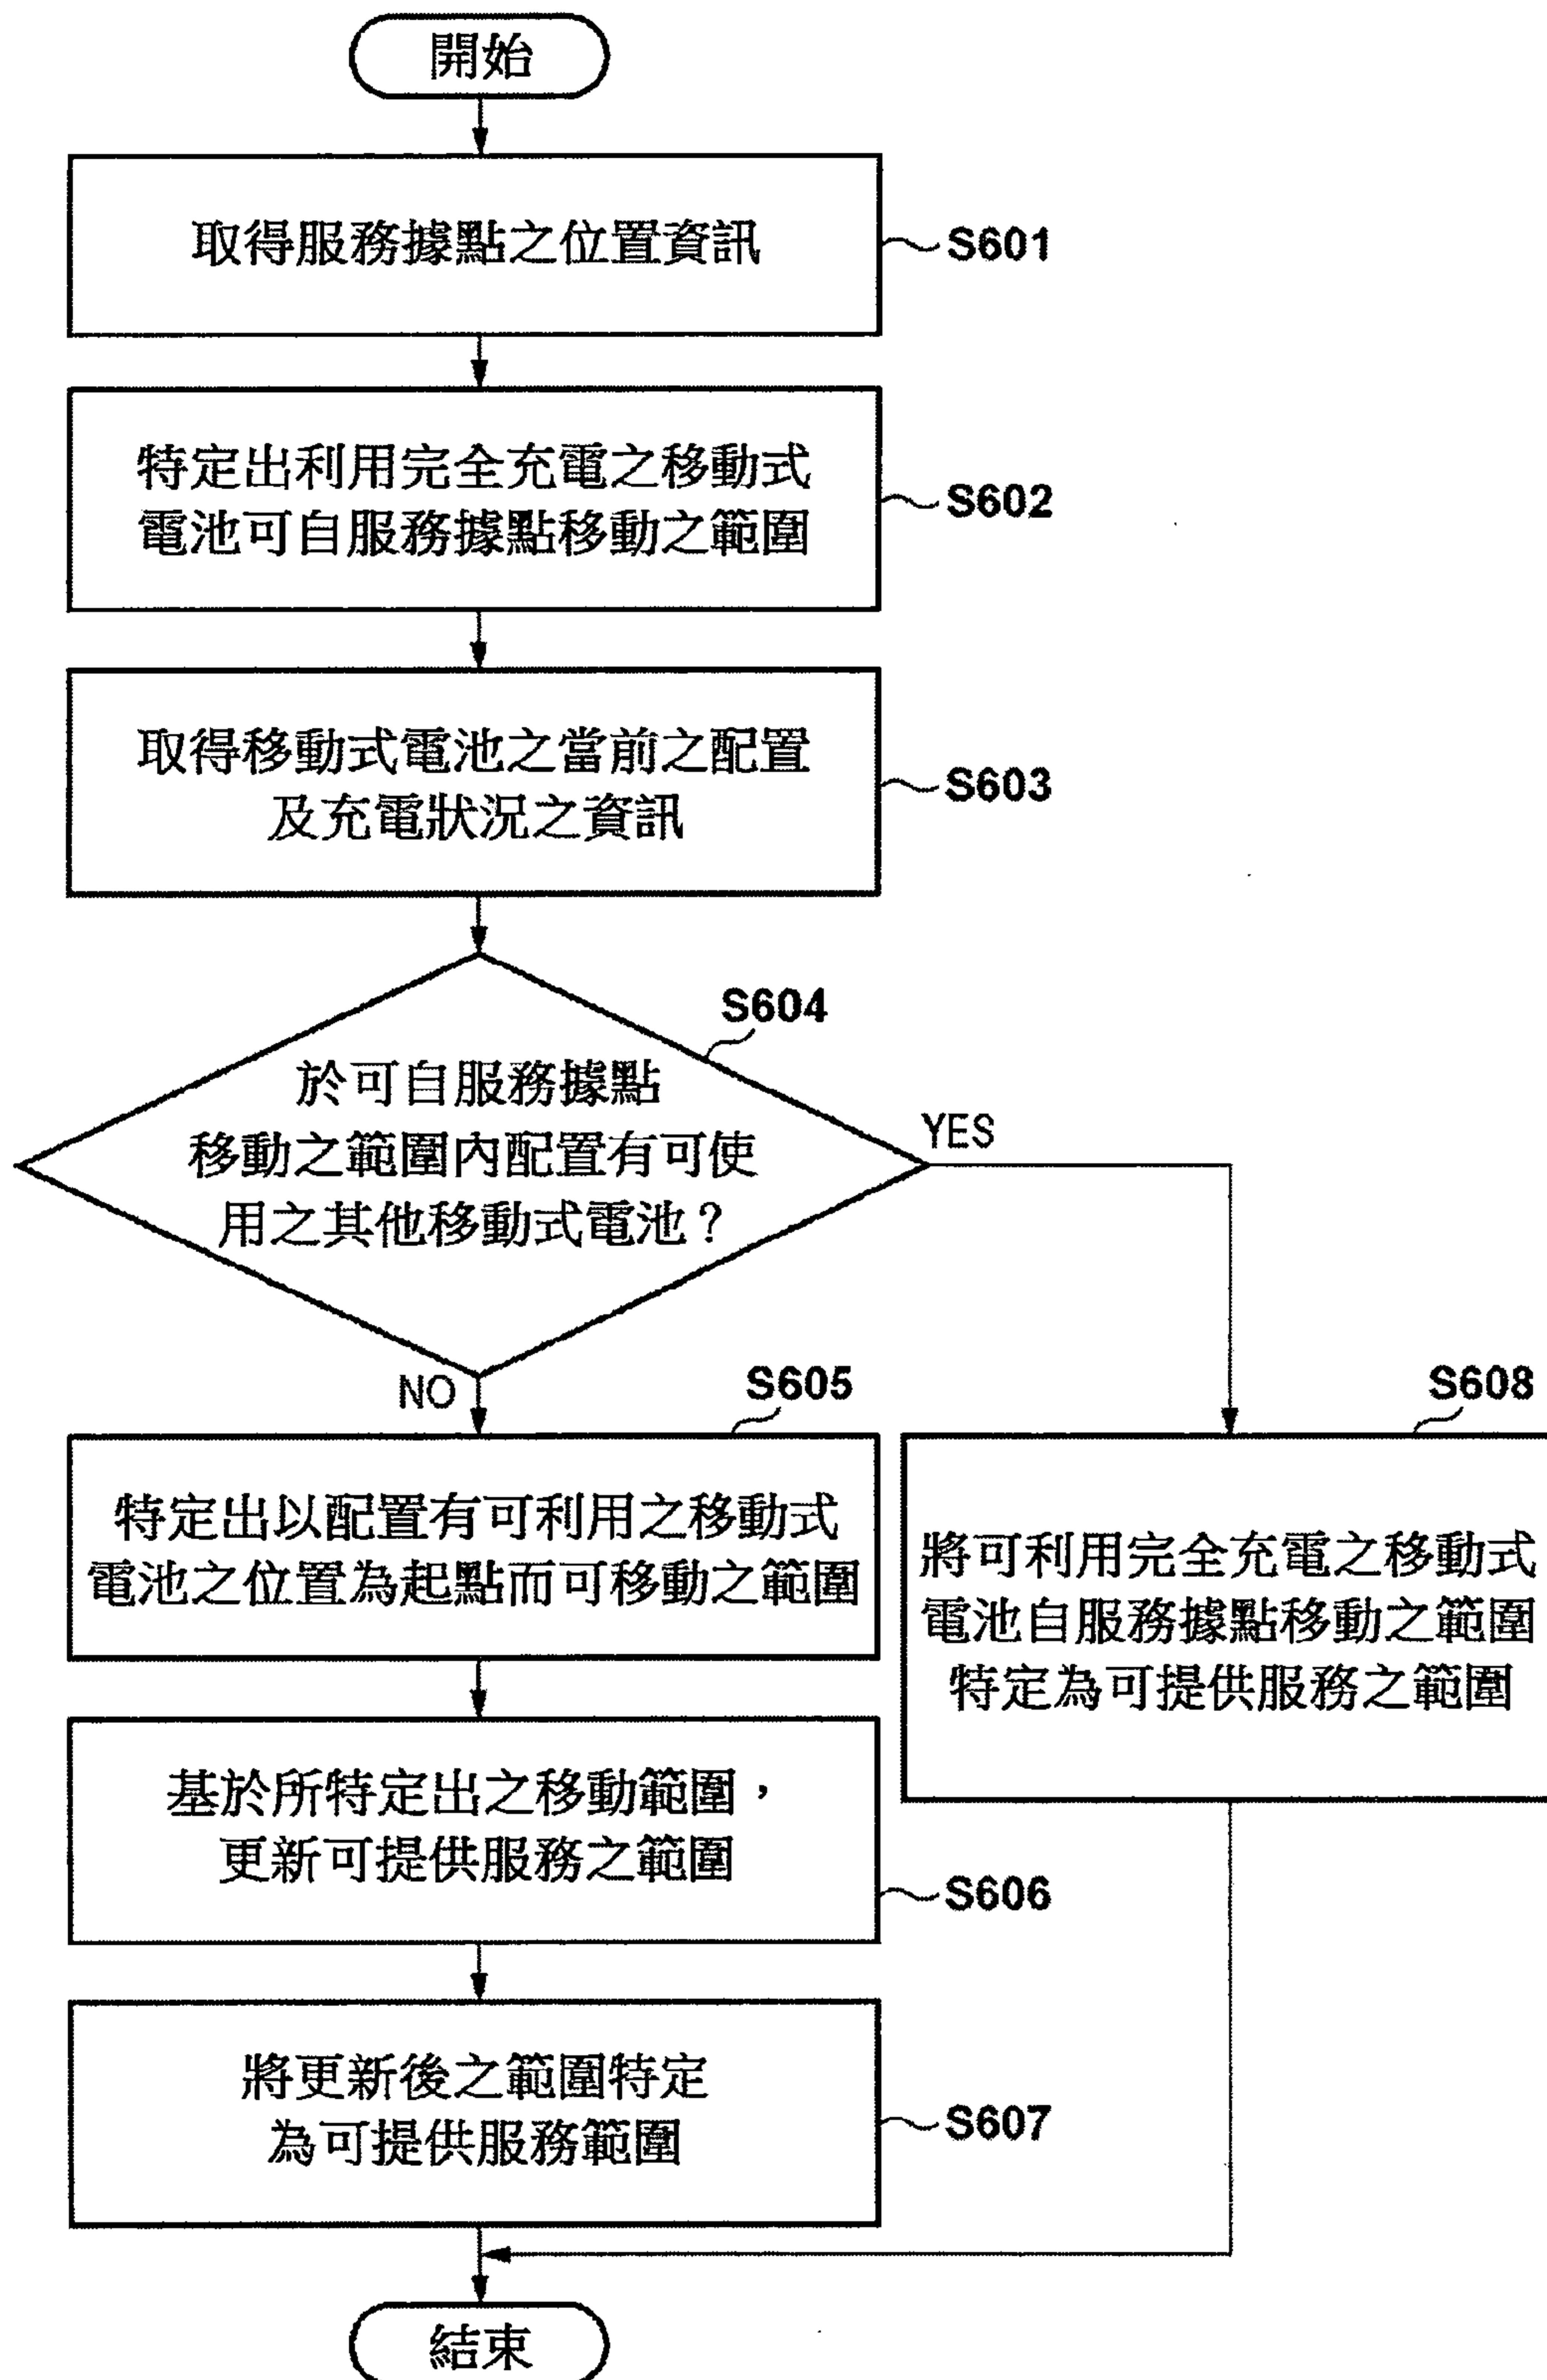 開始
取得服務據點之位置資訊
S601
特定出利用完全充電之移動式
電池可自服務據點移動之範圍
S602
取得移動式電池之當前之配置
及充電狀況之資訊
S603
S604
於可自服務據點
移動之範圍內配置有可使
用之其他移動式電池？
YES
NO
S605
特定出以配置有可利用之移動式
電池之位置為起點而可移動之範圍
S608
將可利用完全充電之移動式
電池自服務據點移動之範圍
特定為可提供服務之範圍
基於所特定出之移動範圍，
更新可提供服務之範圍
S606
將更新後之範圍特定
為可提供服務範圍
S607
結束